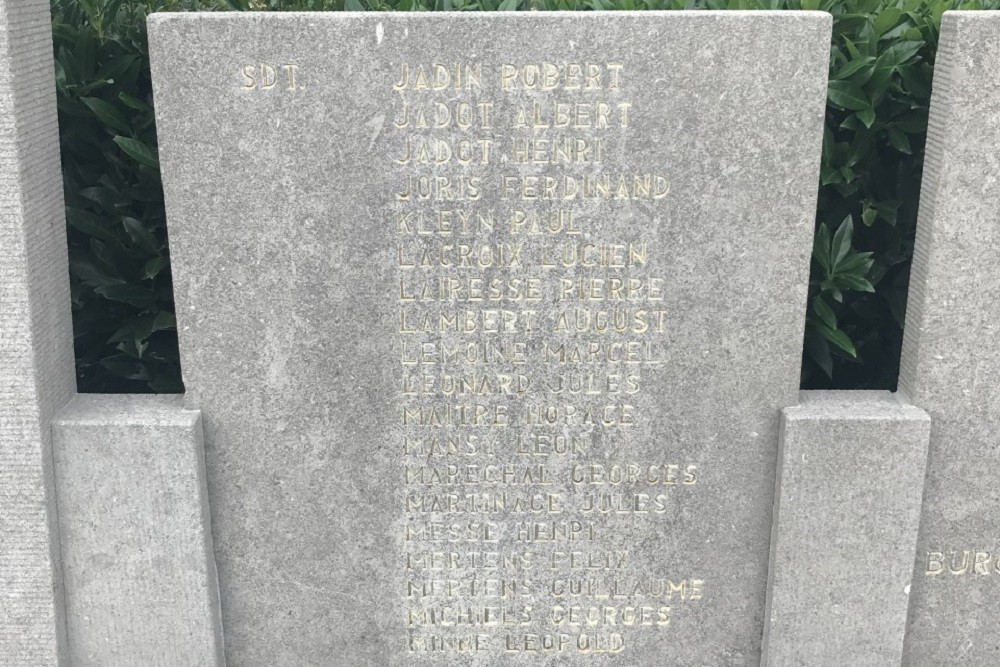 SDT. JADIN ROBERT
JADOT ALBERT
JADOT HENRI
JORIS FERDINAND
KLEYN PAUL
LACROIX LUCIEN
LAIRESSE PIERRE
LAMBERT AUGUST
LEMOINE MARCEL
LEONARD JULES
MAITRE HORACE
MANSY LEON
MARECHAL GEORGES
MARTINAGE JULES
MESSE HENRI
MERTENS FELIX
MERTENS GUILLAUME
MICHIELS GEORGES
MINNE LEOPOLD